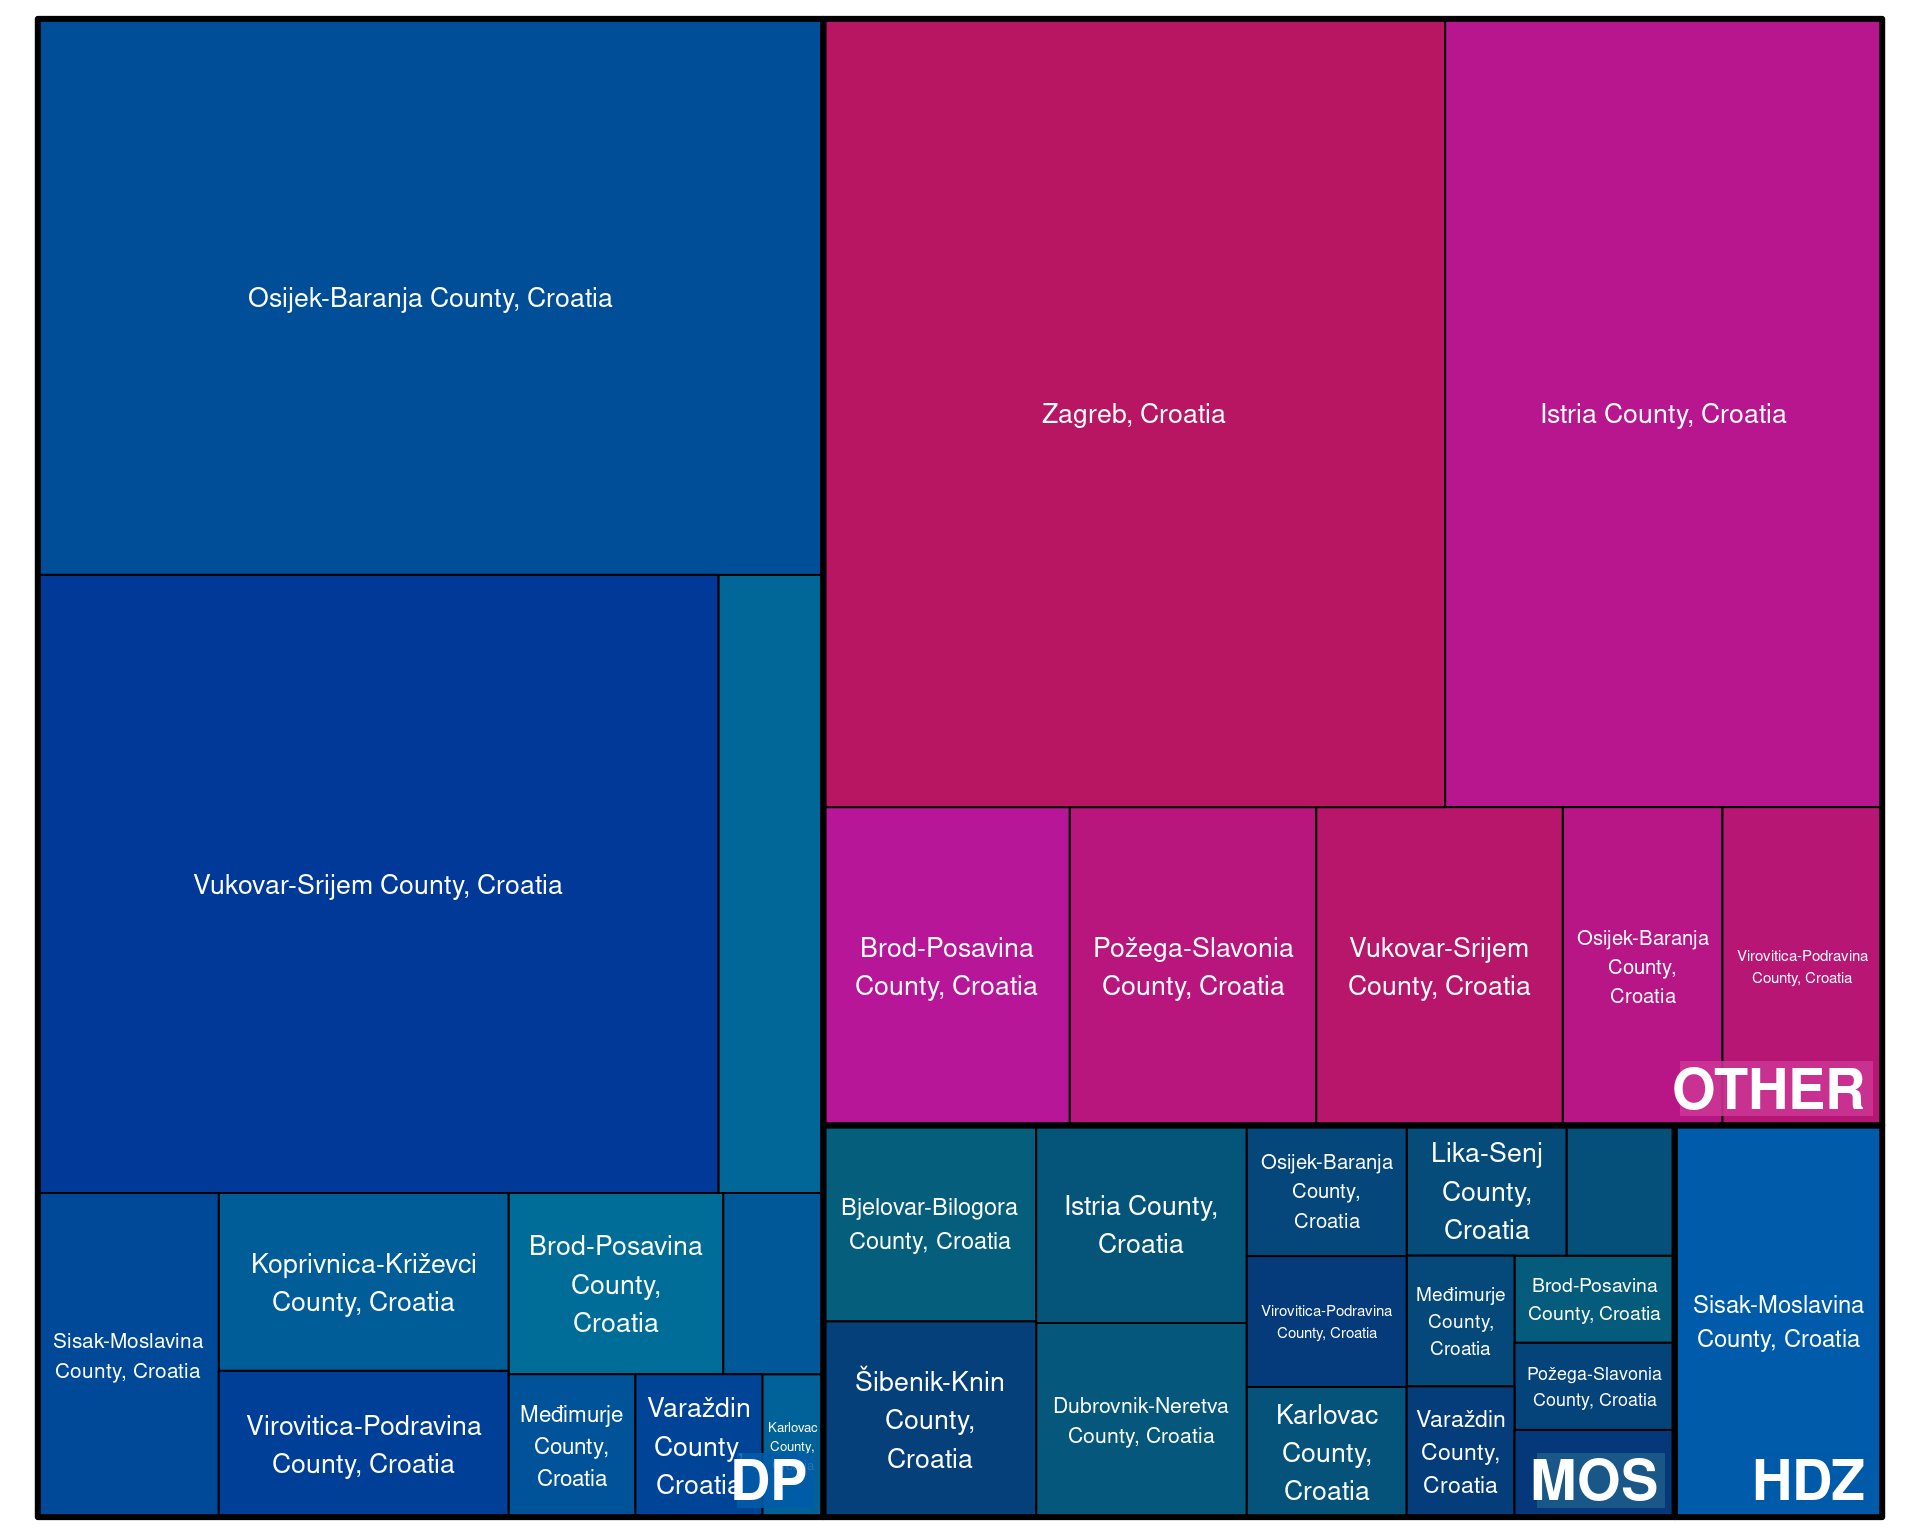 Osijek-Baranja County, Croatia
Vukovar-Srijem County, Croatia
Sisak-Moslavina
County, Croatia
Koprivnica-Križevci
County, Croatia
Virovitica-Podravina
County, Croatia
Brod-Posavina
County,
Croatia
Međimurje
County,
Croatia
Varaždin
County,
Croatia
Karlovac
County,
DP
Zagreb, Croatia
Istria County, Croatia
Brod-Posavina
County, Croatia
Požega-Slavonia
County, Croatia
Vukovar-Srijem
County, Croatia
Osijek-Baranja
County,
Croatia
Virovitica-Podravina
County, Croatia
OTHER
Bjelovar-Bilogora
County, Croatia
Šibenik-Knin
County,
Croatia
Istria County,
Croatia
Dubrovnik-Neretva
County, Croatia
Osijek-Baranja
County,
Croatia
Virovitica-Podravina
County, Croatia
Karlovac
County,
Croatia
Lika-Senj
County,
Croatia
Međimurje
County,
Croatia
Varaždin
County,
Croatia
Brod-Posavina
County, Croatia
Požega-Slavonia
County, Croatia
MOS
Sisak-Moslavina
County, Croatia
HDZ